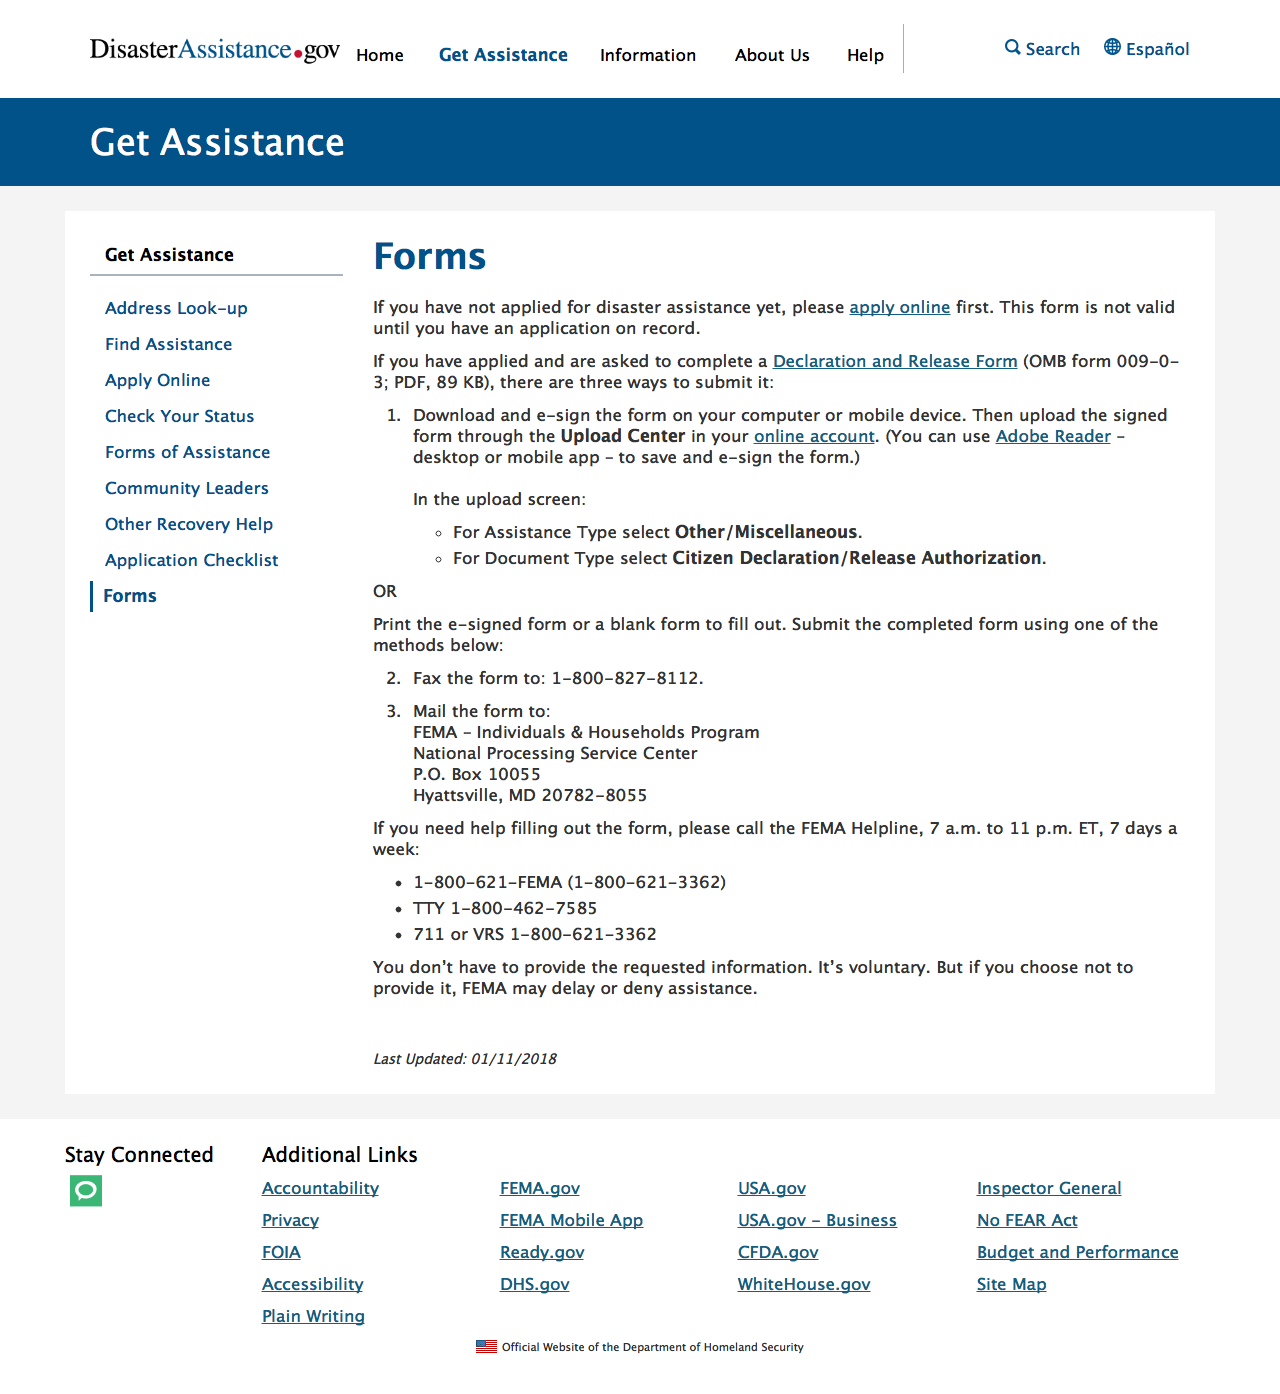 DisasterAssistance.gov
Home
Get Assistance
Information
About Us
Help
Search
Español
Get Assistance
Get Assistance
Address Look-up
Find Assistance
Apply Online
Check Your Status
Forms of Assistance
Community Leaders
Other Recovery Help
Application Checklist
Forms
Forms
If you have not applied for disaster assistance yet, please apply online first. This form is not valid
until you have an application on record.
If you have applied and are asked to complete a Declaration and Release Form (OMB form 009-0-
3; PDF, 89 KB), there are three ways to submit it:
1. Download and e-sign the form on your computer or mobile device. Then upload the signed
form through the Upload Center in your online account. (You can use Adobe Reader –
desktop or mobile app – to save and e-sign the form.)
In the upload screen:
◦ For Assistance Type select Other/Miscellaneous.
◦ For Document Type select Citizen Declaration/Release Authorization.
OR
Print the e-signed form or a blank form to fill out. Submit the completed form using one of the
methods below:
2. Fax the form to: 1-800-827-8112.
3. Mail the form to:
FEMA – Individuals & Households Program
National Processing Service Center
P.O. Box 10055
Hyattsville, MD 20782-8055
If you need help filling out the form, please call the FEMA Helpline, 7 a.m. to 11 p.m. ET, 7 days a
week:
• 1-800-621-FEMA (1-800-621-3362)
• TTY 1-800-462-7585
• 711 or VRS 1-800-621-3362
You don’t have to provide the requested information. It’s voluntary. But if you choose not to
provide it, FEMA may delay or deny assistance.
Last Updated: 01/11/2018
Stay Connected
Additional Links
Accountability
Privacy
FOIA
Accessibility
Plain Writing
FEMA.gov
FEMA Mobile App
Ready.gov
DHS.gov
USA.gov
USA.gov – Business
CFDA.gov
WhiteHouse.gov
Inspector General
No FEAR Act
Budget and Performance
Site Map
Official Website of the Department of Homeland Security